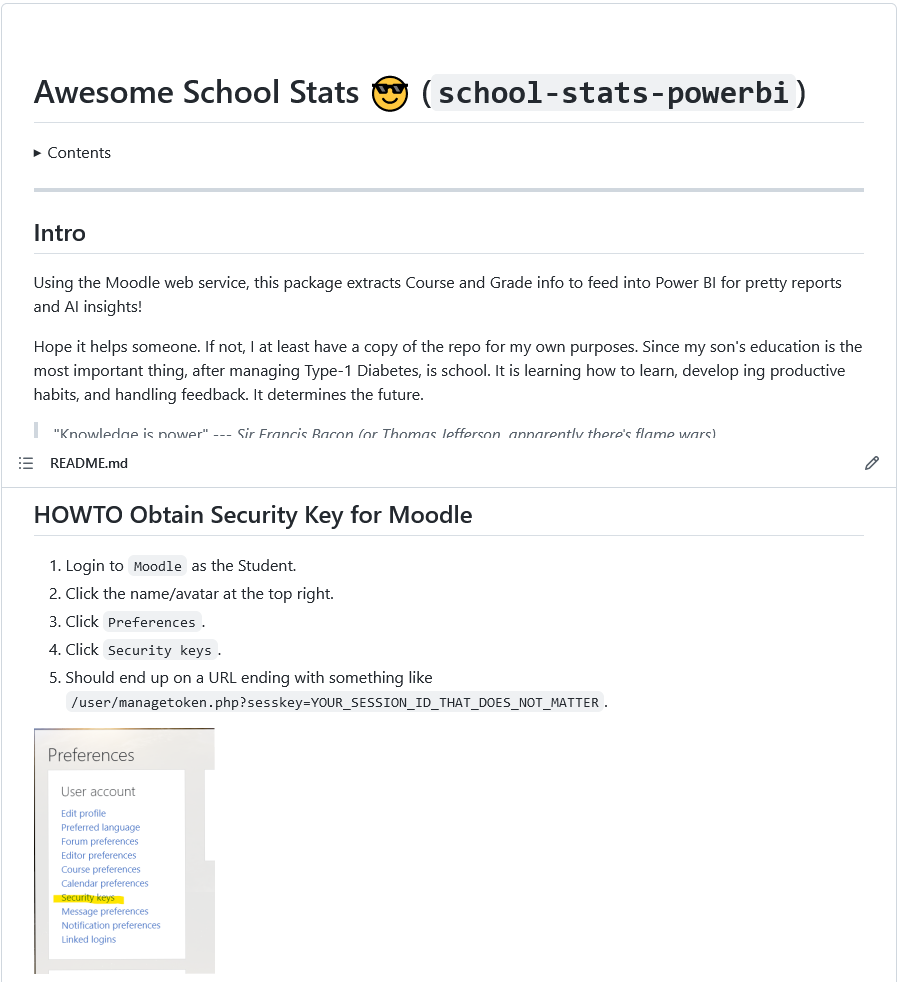 Awesome School Stats 😎 (school-stats-powerbi)
▸ Contents
Intro
Using the Moodle web service, this package extracts Course and Grade info to feed into Power BI for pretty reports
and AI insights!
Hope it helps someone. If not, I at least have a copy of the repo for my own purposes. Since my son's education is the
most important thing, after managing Type-1 Diabetes, is school. It is learning how to learn, develop ing productive
habits, and handling feedback. It determines the future.
"Knowledge is power" --- Sir Francis Bacon (or Thomas Jefferson, apparently there's flame wars)
README.md
HOWTO Obtain Security Key for Moodle
1. Login to Moodle as the Student.
2. Click the name/avatar at the top right.
3. Click Preferences.
4. Click Security keys.
5. Should end up on a URL ending with something like
/user/managetoken.php?sesskey=YOUR_SESSION_ID_THAT_DOES_NOT_MATTER.
Preferences
User account
Edit profile
Preferred language
Forum preferences
Editor preferences
Course preferences
Calendar preferences
Security keys
Message preferences
Notification preferences
Linked logins